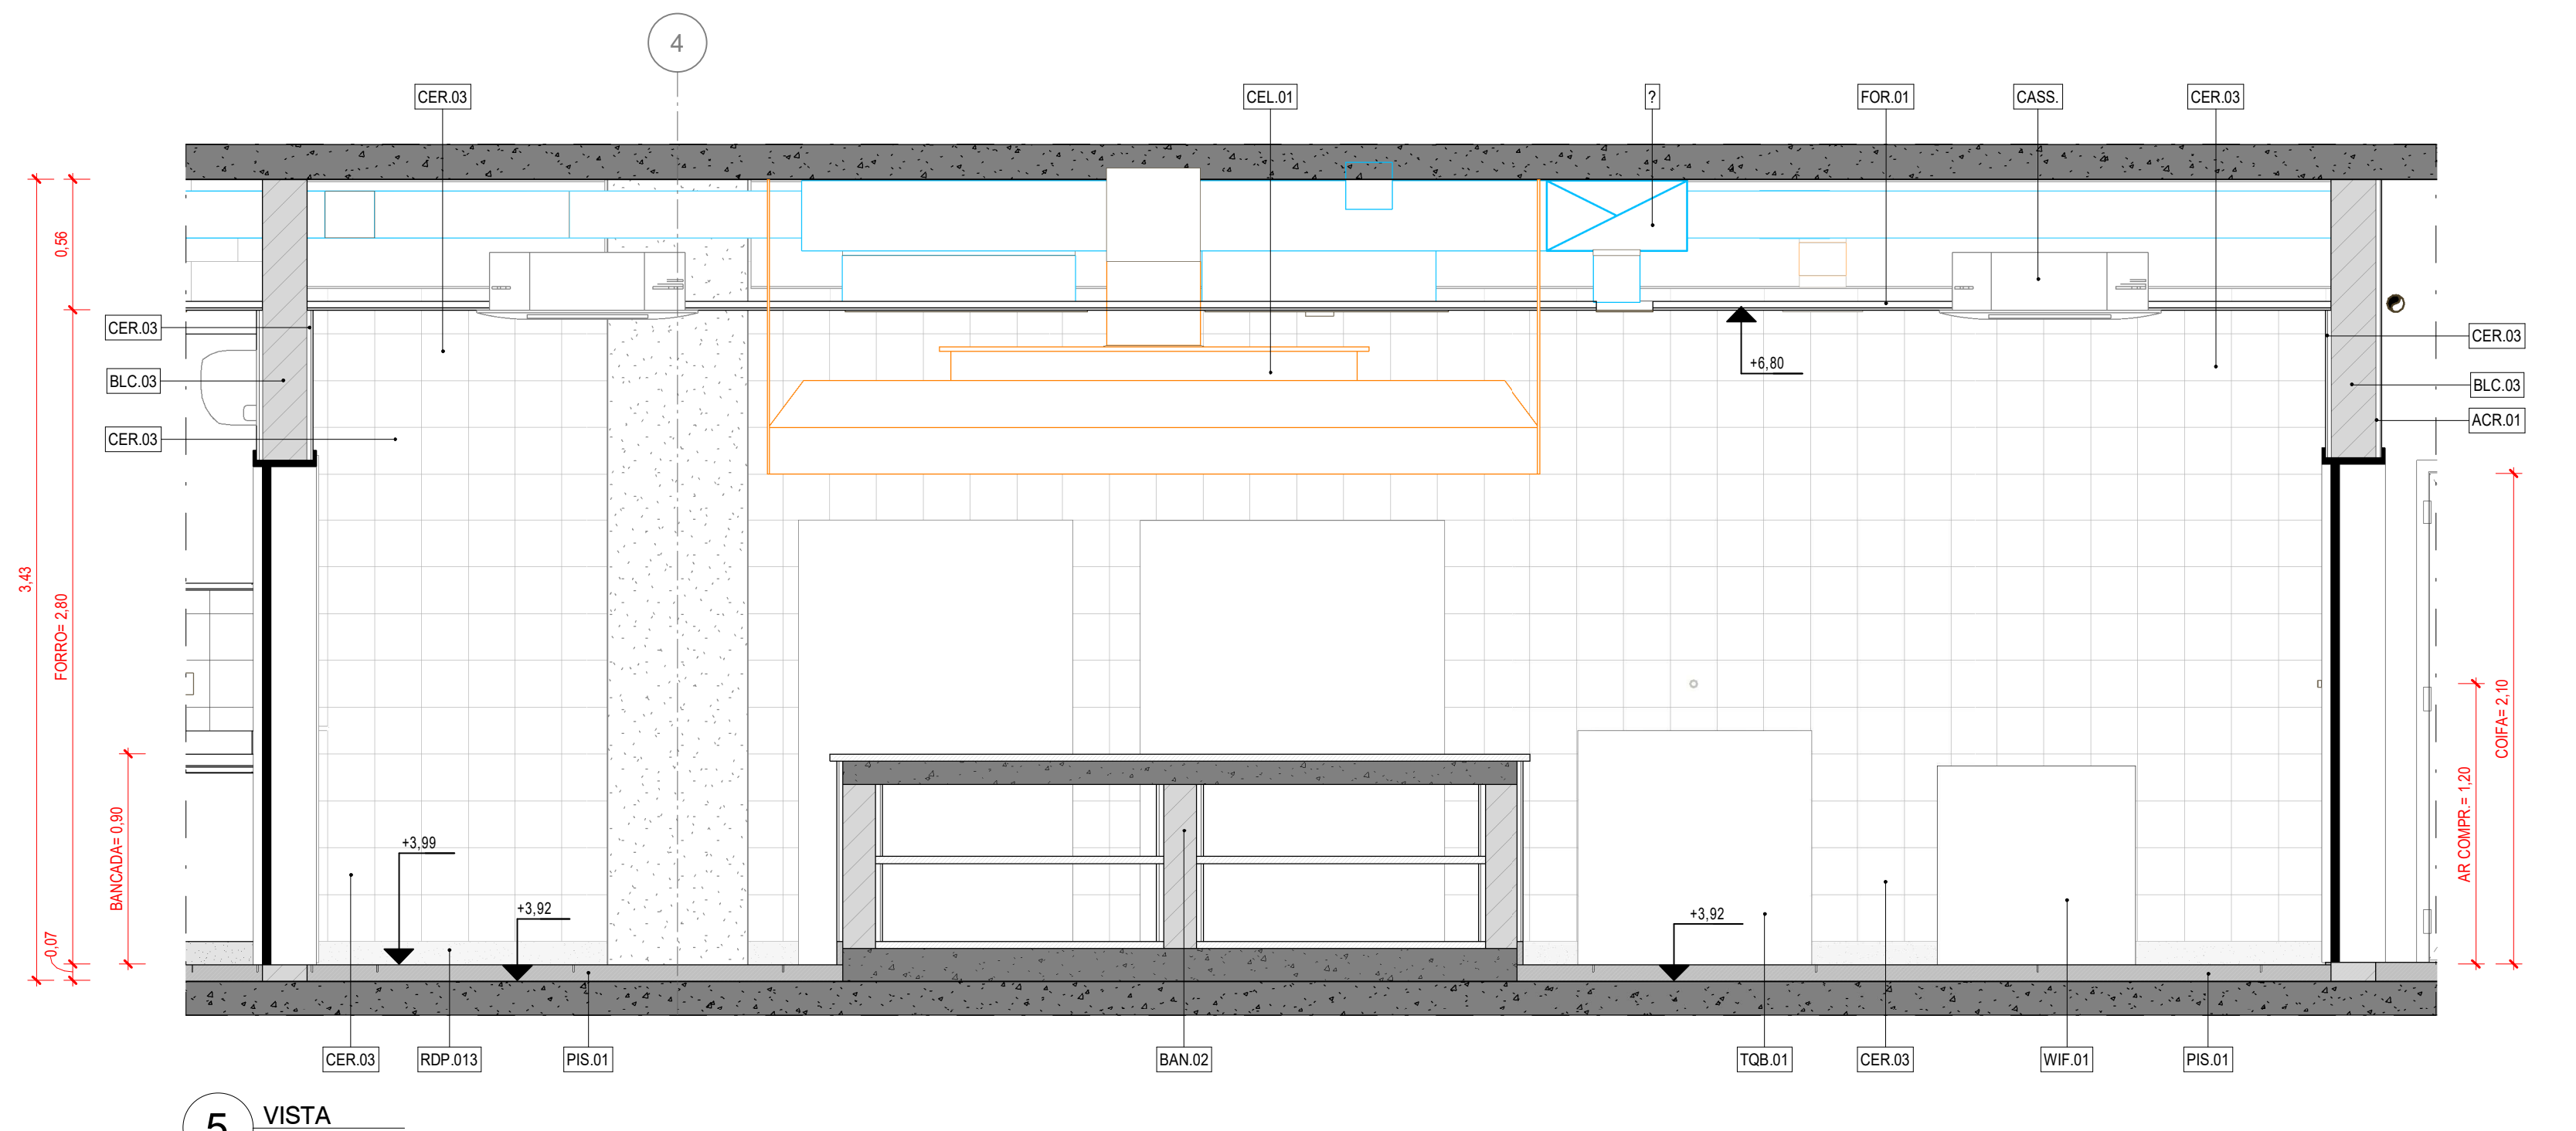 4
CER.03
CEL.01
?
FOR.01
CASS.
CER.03
0,56
CER.03
CER.03
+6,80
BLC.03
BLC.03
CER.03
ACR.01
3,43
FORRO= 2,80
COIFA= 2,10
AR COMPR.= 1,20
BANCADA= 0,90
+3,99
+3,92
+3,92
0,07
CER.03
RDP.013
PIS.01
BAN.02
TQB.01
CER.03
WIF.01
PIS.01
5
VISTA